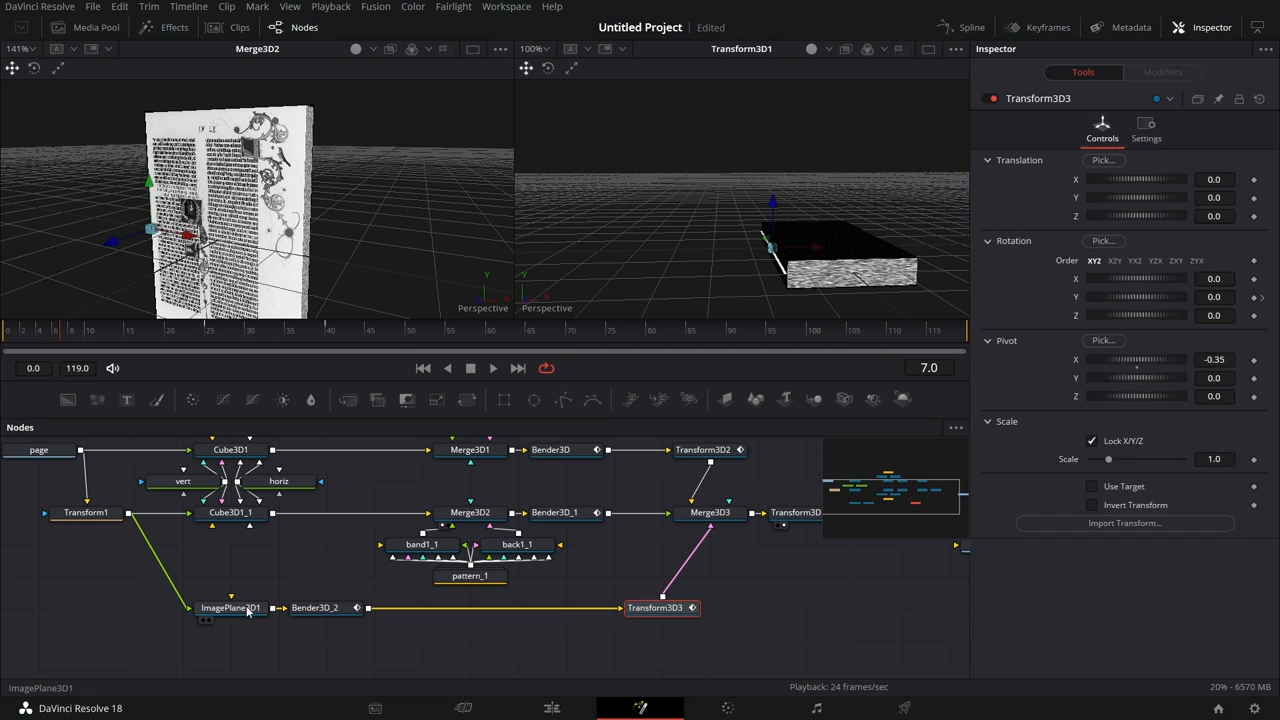 DaVinci Resolve File Edit Trim Timeline Clip Mark View Playback Fusion Color Fairlight Workspace Help
Media Pool Effects Clips Nodes Untitled Project Edited Spline Keyframes Metadata Inspector
141% Merge3D2 100% Transform3D1 Inspector
Tools Modifiers
Transform3D3
Controls Settings
Translation Pick...
X 0.0
Y 0.0
Z 0.0
Rotation Pick...
Order XYZ XZY YXZ YZX ZXY ZYX
X 0.0
Y 0.0
Z 0.0
Pivot Pick...
X -0.35
Y 0.0
Z 0.0
Scale
Lock X/Y/Z
Scale 1.0
Use Target
Invert Transform
Import Transform...
Y X
Perspective
Y X
Perspective
0 2 4 6 8 10 15 20 25 30 35 40 45 50 55 60 65 70 75 80 85 90 95 100 105 110 115
0.0 119.0 7.0
Nodes
page Cube3D1 Merge3D1 Bender3D Transform3D2
vert horiz
Transform1 Cube3D1_1 Merge3D2 Bender3D_1 Merge3D3 Transform3D
band1_1 back1_1
pattern_1
ImagePlane3D1 Bender3D_2 Transform3D3
ImagePlane3D1 Playback: 24 frames/sec 20% - 6570 MB
DaVinci Resolve 18